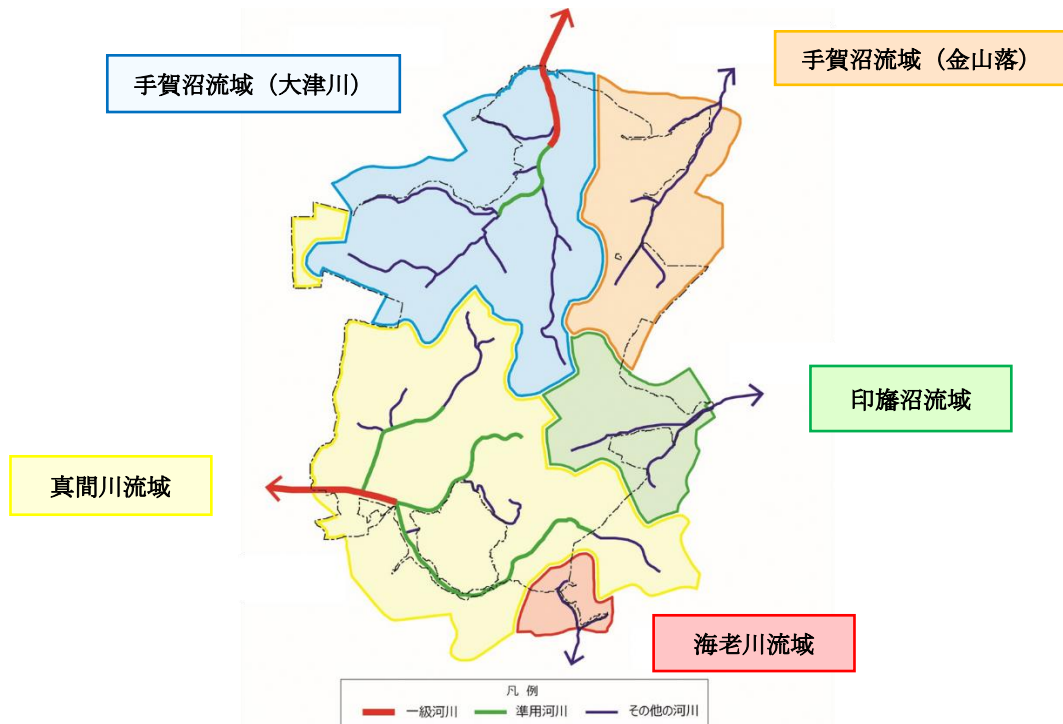 手賀沼流域（大津川）
手賀沼流域（金山落）
印旛沼流域
真間川流域
海老川流域
凡 例
一級河川 準用河川 その他の河川